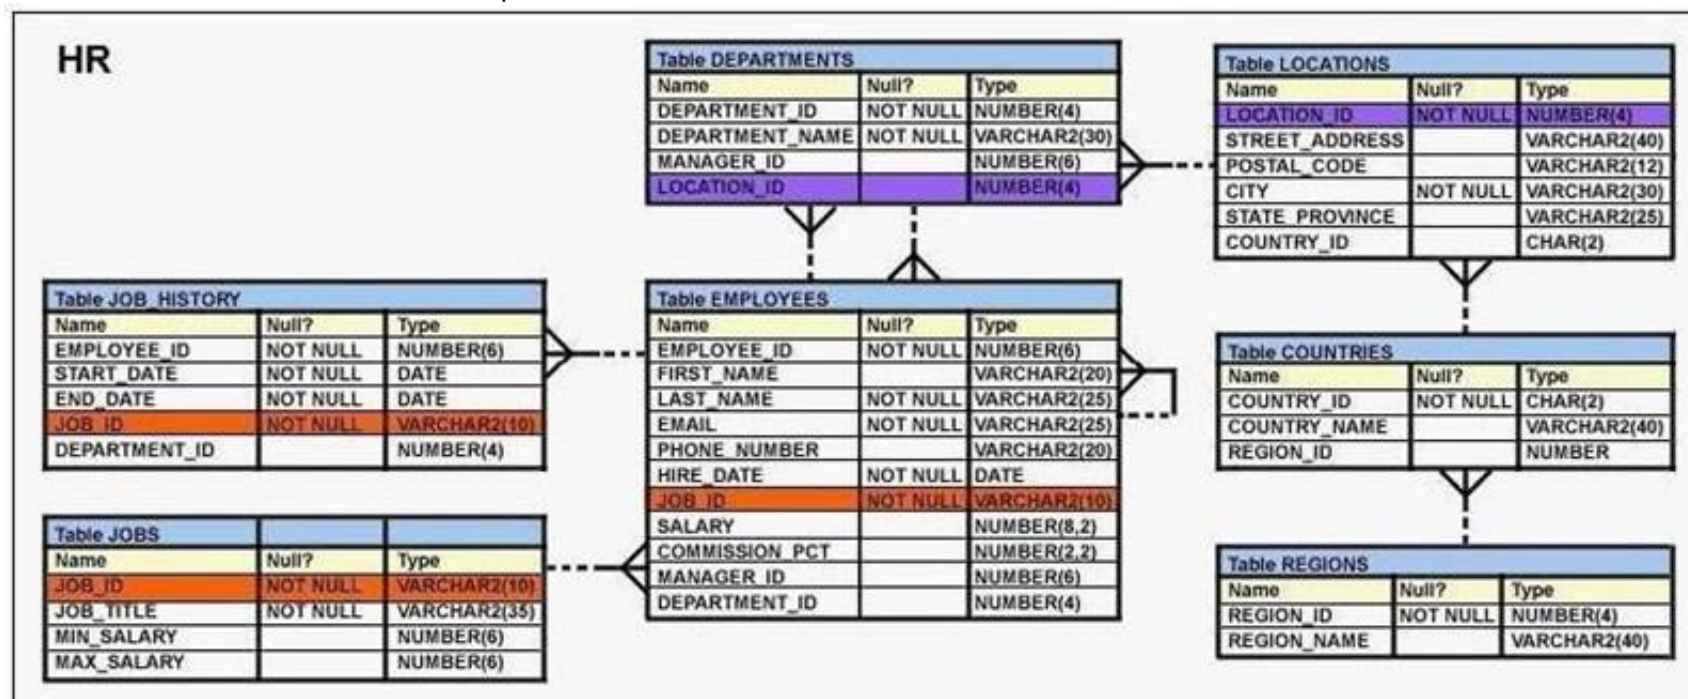 HR
Table DEPARTMENTS
Name Null? Type
DEPARTMENT_ID NOT NULL NUMBER(4)
DEPARTMENT_NAME NOT NULL VARCHAR2(30)
MANAGER_ID NUMBER(6)
LOCATION_ID NUMBER(4)
Table LOCATIONS
Name Null? Type
LOCATION_ID NOT NULL NUMBER(4)
STREET_ADDRESS VARCHAR2(40)
POSTAL_CODE VARCHAR2(12)
CITY NOT NULL VARCHAR2(30)
STATE_PROVINCE VARCHAR2(25)
COUNTRY_ID CHAR(2)
Table JOB_HISTORY
Name Null? Type
EMPLOYEE_ID NOT NULL NUMBER(6)
START_DATE NOT NULL DATE
END_DATE NOT NULL DATE
JOB_ID NOT NULL VARCHAR2(10)
DEPARTMENT_ID NUMBER(4)
Table EMPLOYEES
Name Null? Type
EMPLOYEE_ID NOT NULL NUMBER(6)
FIRST_NAME VARCHAR2(20)
LAST_NAME NOT NULL VARCHAR2(25)
EMAIL NOT NULL VARCHAR2(25)
PHONE_NUMBER VARCHAR2(20)
HIRE_DATE NOT NULL DATE
JOB_ID NOT NULL VARCHAR2(10)
SALARY NUMBER(8,2)
COMMISSION_PCT NUMBER(2,2)
MANAGER_ID NUMBER(6)
DEPARTMENT_ID NUMBER(4)
Table COUNTRIES
Name Null? Type
COUNTRY_ID NOT NULL CHAR(2)
COUNTRY_NAME VARCHAR2(40)
REGION_ID NUMBER
Table JOBS
Name Null? Type
JOB_ID NOT NULL VARCHAR2(10)
JOB_TITLE NOT NULL VARCHAR2(35)
MIN_SALARY NUMBER(6)
MAX_SALARY NUMBER(6)
Table REGIONS
Name Null? Type
REGION_ID NOT NULL NUMBER(4)
REGION_NAME VARCHAR2(40)